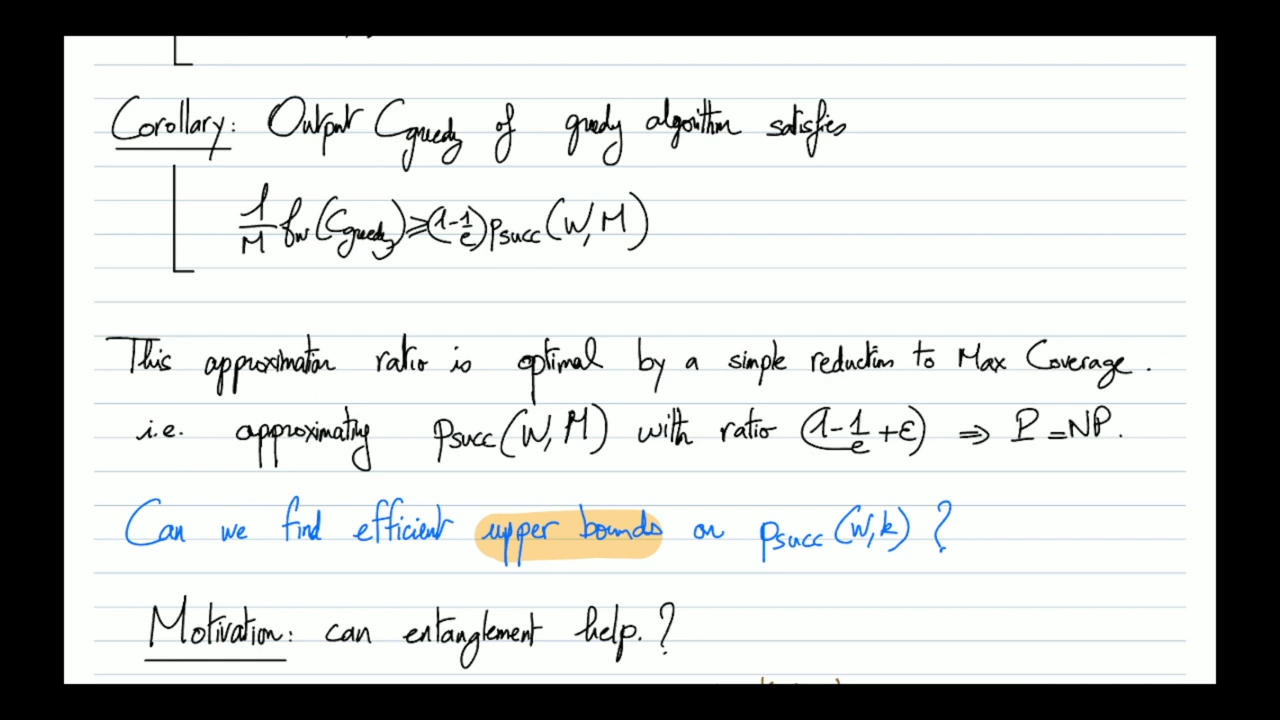 Corollary: Output C_greedy of greedy algorithm satisfies
1/M f_W(C_greedy) ≥ (1-1/e) p_succ(W,M)
This approximation ratio is optimal by a simple reduction to Max Coverage.
i.e. approximating p_succ(W,M) with ratio (1-1/e+ε) ⇒ P=NP.
Can we find efficient upper bounds on p_succ(W,k)?
Motivation: can entanglement help.?